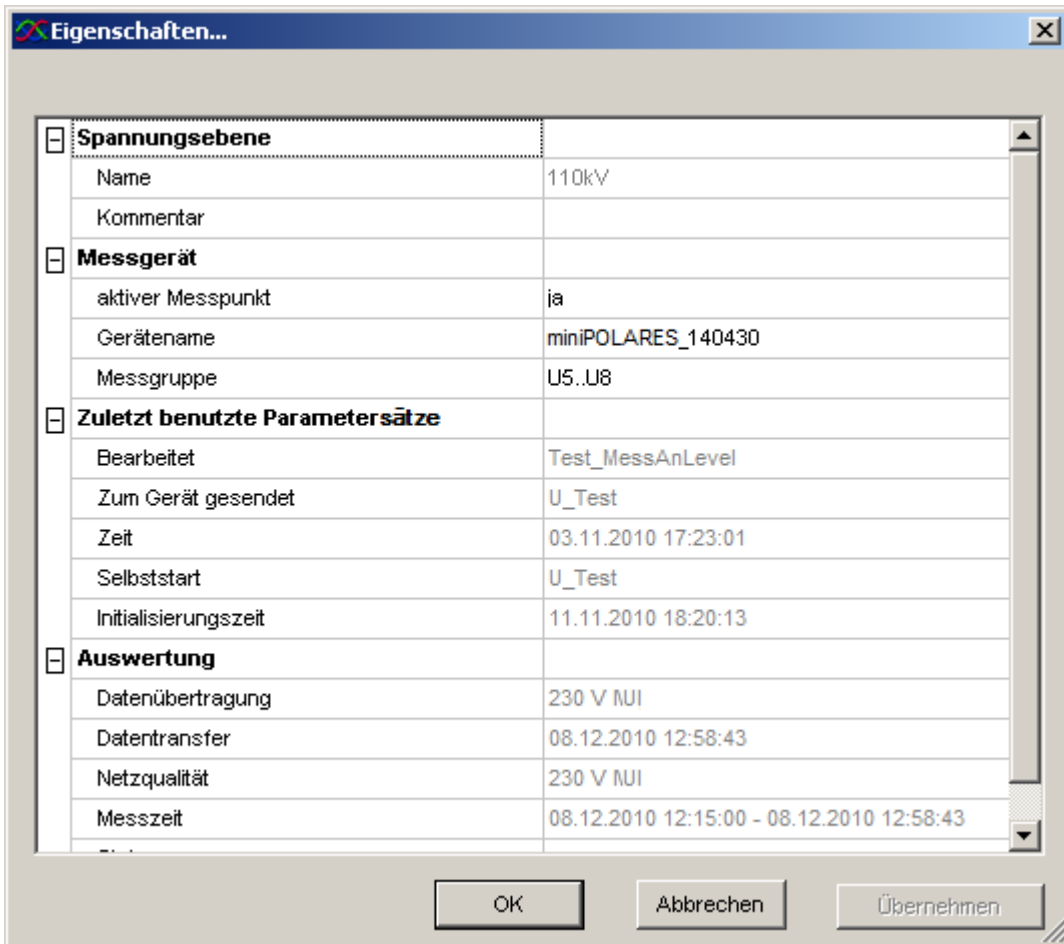 Eigenschaften...
Spannungsebene
Name 110kV
Kommentar
Messgerät
aktiver Messpunkt ja
Gerätename miniPOLARES_140430
Messgruppe U5..U8
Zuletzt benutzte Parametersätze
Bearbeitet Test_MessAnLevel
Zum Gerät gesendet U_Test
Zeit 03.11.2010 17:23:01
Selbststart U_Test
Initialisierungszeit 11.11.2010 18:20:13
Auswertung
Datenübertragung 230 V
Datentransfer 08.12.2010 12:58:43
Netzqualität 230 V
Messzeit 08.12.2010 12:15:00 - 08.12.2010 12:58:43
OK Abbrechen Übernehmen